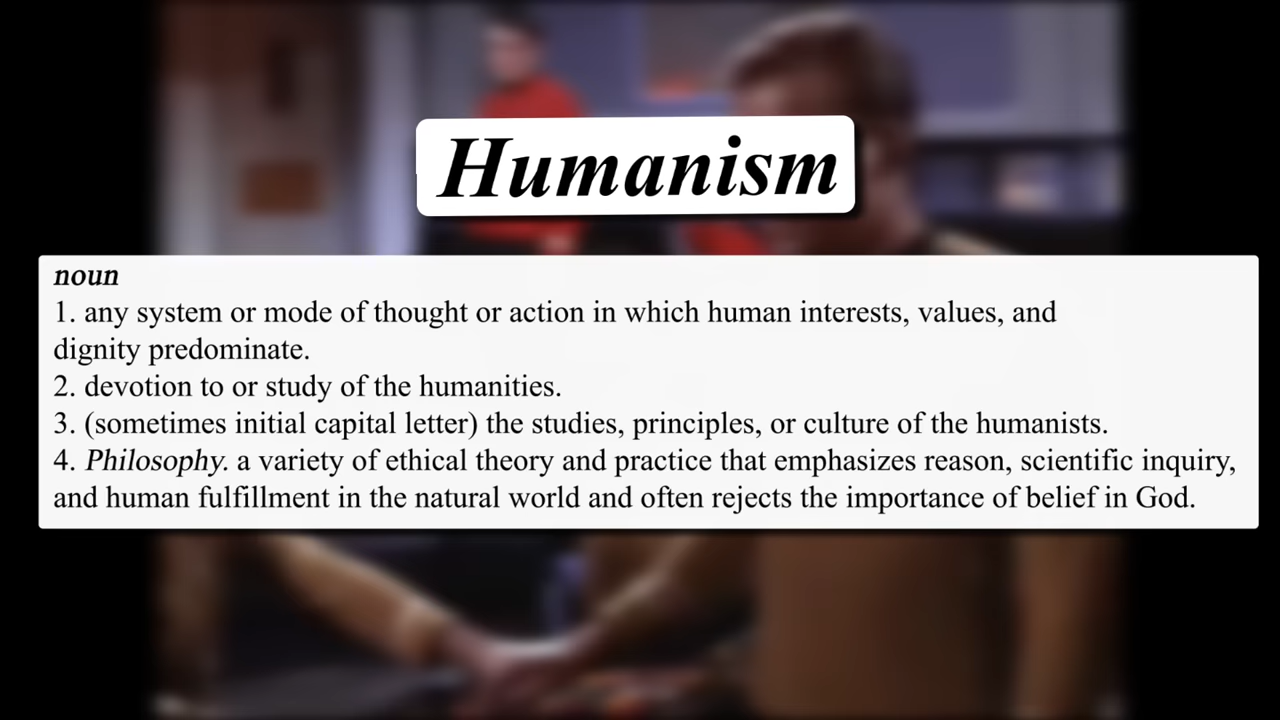 Humanism
noun
1. any system or mode of thought or action in which human interests, values, and
dignity predominate.
2. devotion to or study of the humanities.
3. (sometimes initial capital letter) the studies, principles, or culture of the humanists.
4. Philosophy. a variety of ethical theory and practice that emphasizes reason, scientific inquiry,
and human fulfillment in the natural world and often rejects the importance of belief in God.